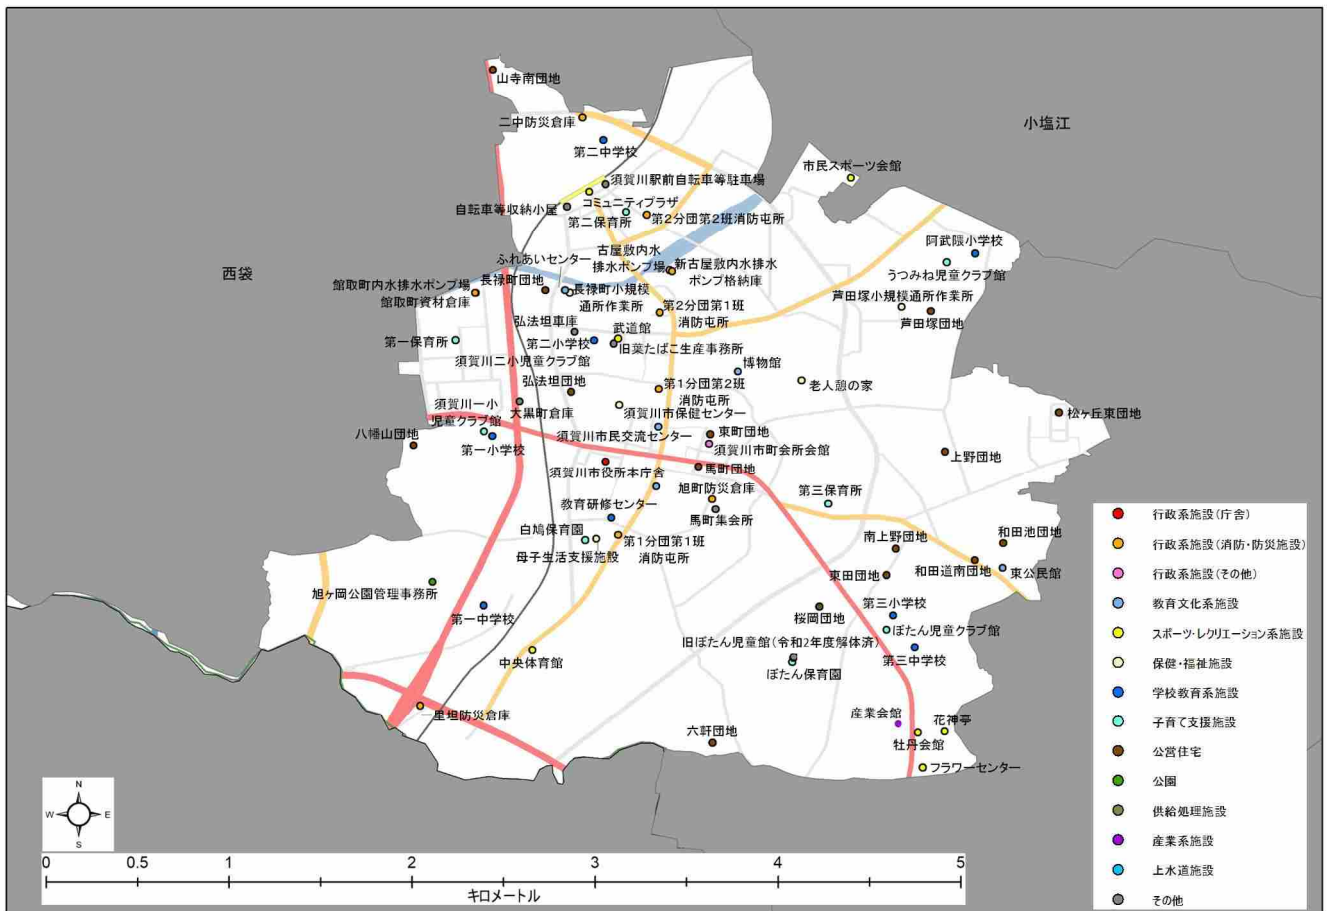 山寺南団地
二中防災倉庫
小塩江
第二中学校
市民スポーツ会館
須賀川駅前自転車等駐車場
コミュニティプラザ
自転車等収納小屋
第二保育所
第2分団第2班消防屯所
阿武隈小学校
古屋敷内水
排水ポンプ場
ふれあいセンター
新古屋敷内水排水
ポンプ格納庫
うつみね児童クラブ館
西袋
館取町内水排水ポンプ場
館取町資材倉庫
長禄町団地
長禄町小規模
通所作業所
芦田塚小規模通所作業所
第2分団第1班
消防屯所
芦田塚団地
弘法坦車庫
武道館
第一保育所
第二小学校
旧葉たばこ生産事務所
須賀川二小児童クラブ館
博物館
弘法坦団地
第1分団第2班
消防屯所
老人憩の家
須賀川一小
児童クラブ館
大黒町倉庫
須賀川市保健センター
松ヶ丘東団地
八幡山団地
第一小学校
須賀川市民交流センター
東町団地
須賀川市町会所会館
上野団地
須賀川市役所本庁舎
馬町団地
旭町防災倉庫
第三保育所
教育研修センター
馬町集会所
白鳩保育園
第1分団第1班
消防屯所
母子生活支援施設
南上野団地
和田池団地
東田団地
和田道南団地
東公民館
旭ヶ岡公園管理事務所
第一中学校
桜岡団地
第三小学校
ぼたん児童クラブ館
旧ぼたん児童館(令和2年度解体済)
中央体育館
ぼたん保育園
第三中学校
一里坦防災倉庫
産業会館
花神亭
六軒団地
牡丹会館
フラワーセンター
行政系施設(庁舎)
行政系施設(消防・防災施設)
行政系施設(その他)
教育文化系施設
スポーツ・レクリエーション系施設
保健・福祉施設
学校教育系施設
子育て支援施設
公営住宅
公園
供給処理施設
産業系施設
上水道施設
その他
N
W E
S
0 0.5 1 2 3 4 5
キロメートル